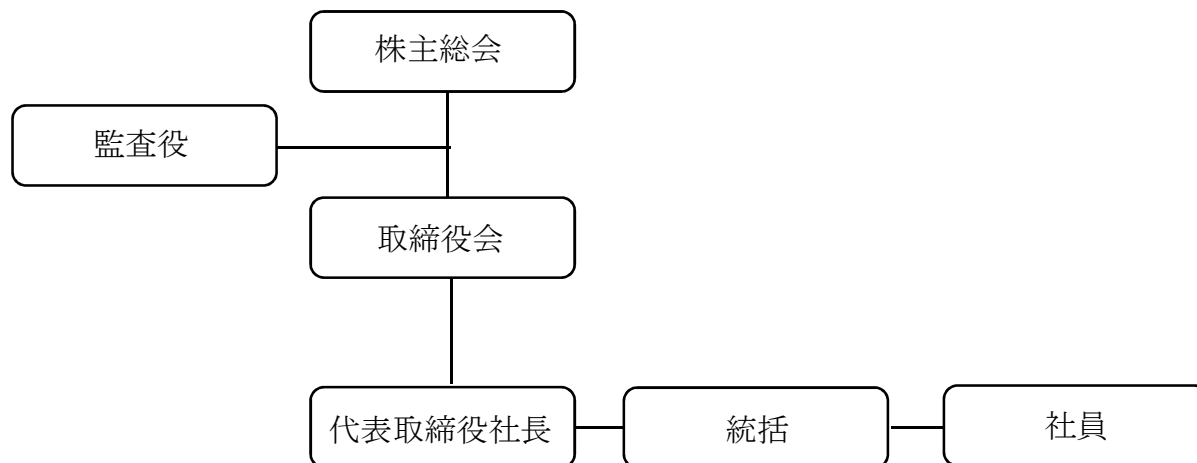 株主総会
監査役
取締役会
代表取締役社長
統括
社員